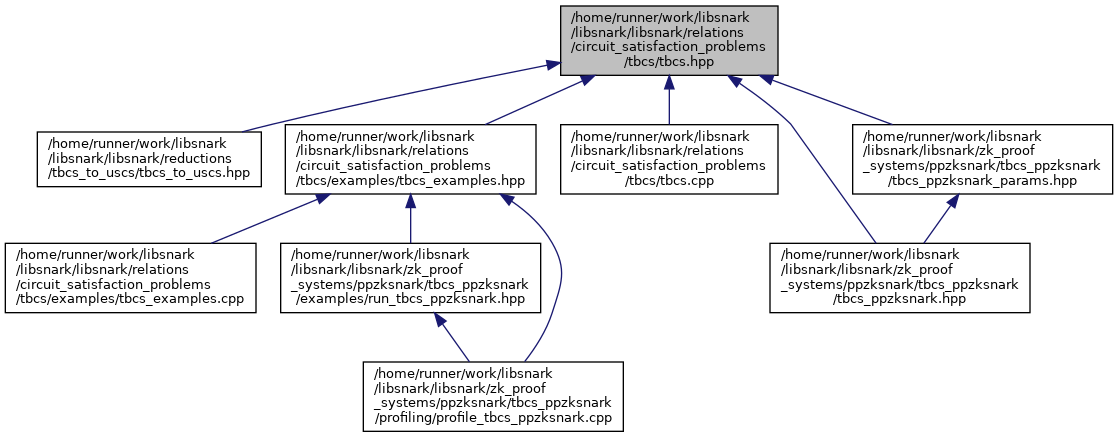 /home/runner/work/libsnark
/libsnark/libsnark/relations
/circuit_satisfaction_problems
/tbcs/tbcs.hpp
/home/runner/work/libsnark
/libsnark/libsnark/reductions
/tbcs_to_uscs/tbcs_to_uscs.hpp
/home/runner/work/libsnark
/libsnark/libsnark/relations
/circuit_satisfaction_problems
/tbcs/examples/tbcs_examples.hpp
/home/runner/work/libsnark
/libsnark/libsnark/relations
/circuit_satisfaction_problems
/tbcs/tbcs.cpp
/home/runner/work/libsnark
/libsnark/libsnark/zk_proof
_systems/ppzksnark/tbcs_ppzksnark
/tbcs_ppzksnark_params.hpp
/home/runner/work/libsnark
/libsnark/libsnark/relations
/circuit_satisfaction_problems
/tbcs/examples/tbcs_examples.cpp
/home/runner/work/libsnark
/libsnark/libsnark/zk_proof
_systems/ppzksnark/tbcs_ppzksnark
/examples/run_tbcs_ppzksnark.hpp
/home/runner/work/libsnark
/libsnark/libsnark/zk_proof
_systems/ppzksnark/tbcs_ppzksnark
/tbcs_ppzksnark.hpp
/home/runner/work/libsnark
/libsnark/libsnark/zk_proof
_systems/ppzksnark/tbcs_ppzksnark
/profiling/profile_tbcs_ppzksnark.cpp